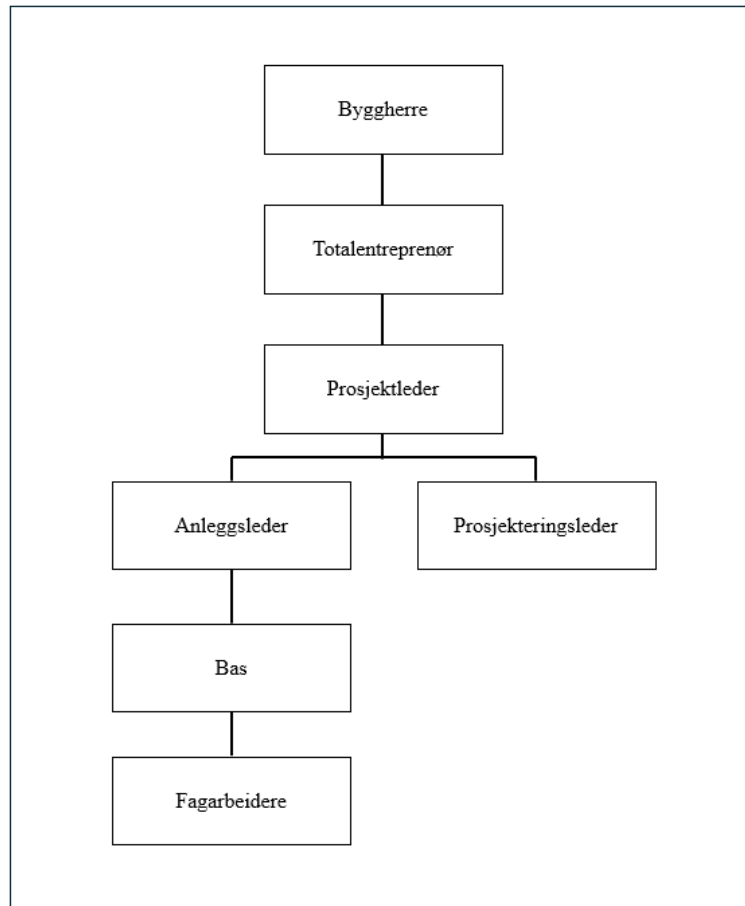 Byggherre
Totalentreprenør
Prosjektleder
Anleggsleder
Prosjekteringsleder
Bas
Fagarbeidere